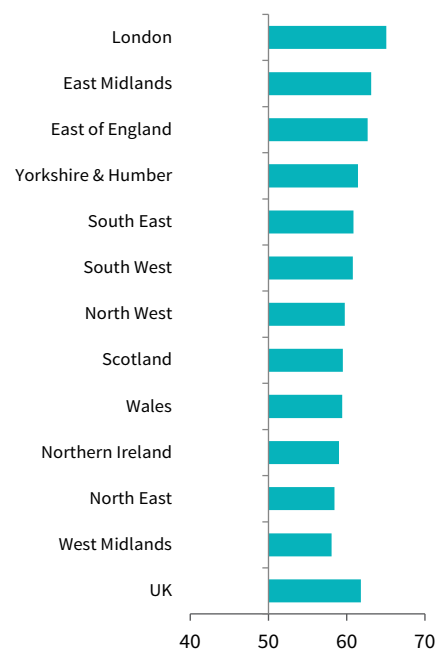 London
East Midlands
East of England
Yorkshire & Humber
South East
South West
North West
Scotland
Wales
Northern Ireland
North East
West Midlands
UK
40 50 60 70